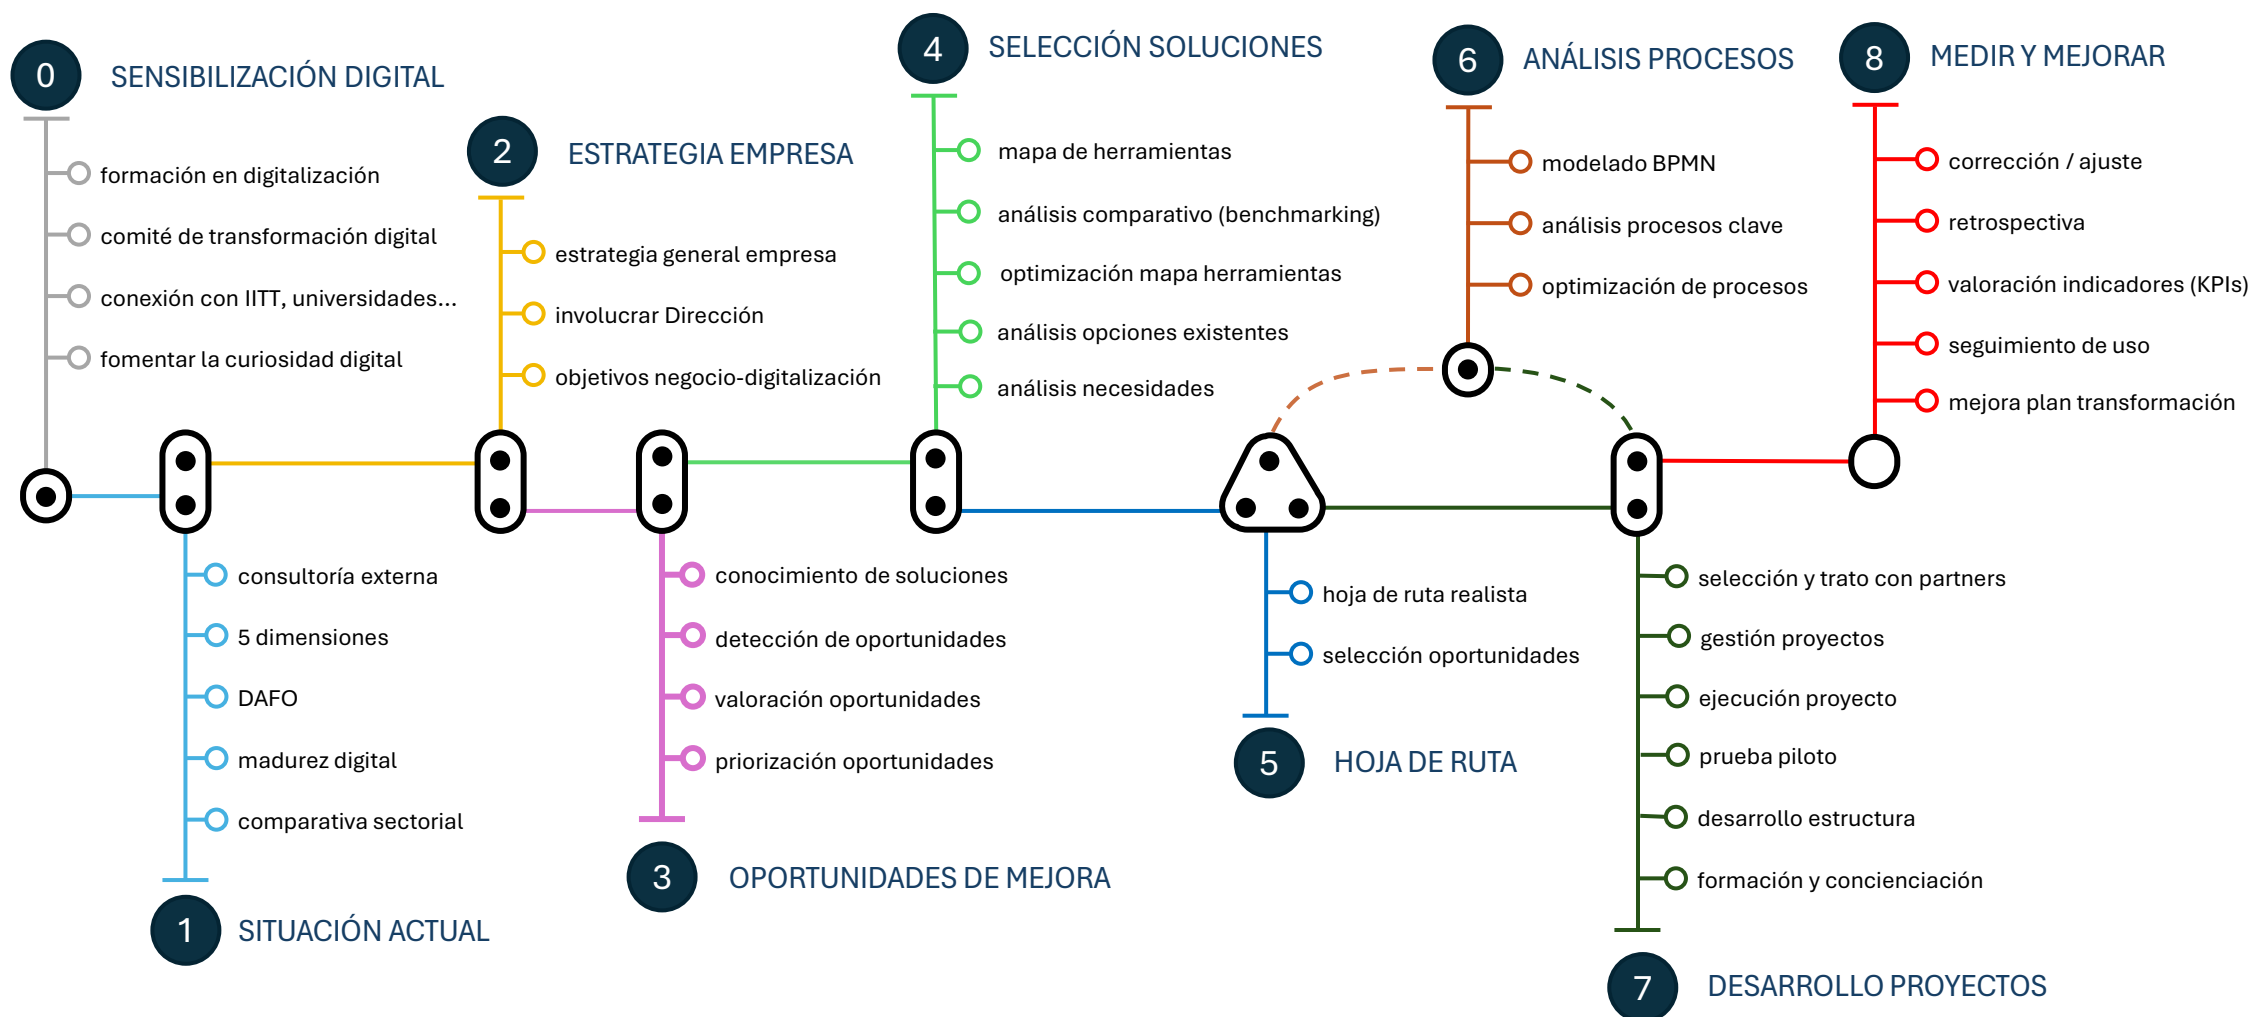 0
SENSIBILIZACIÓN DIGITAL
formación en digitalización
comité de transformación digital
conexión con IITT, universidades...
fomentar la curiosidad digital
consultoría externa
5 dimensiones
DAFO
madurez digital
comparativa sectorial
1
SITUACIÓN ACTUAL
2
ESTRATEGIA EMPRESA
estrategia general empresa
involucrar Dirección
objetivos negocio-digitalización
conocimiento de soluciones
detección de oportunidades
valoración oportunidades
priorización oportunidades
3
OPORTUNIDADES DE MEJORA
4
SELECCIÓN SOLUCIONES
mapa de herramientas
análisis comparativo (benchmarking)
optimización mapa herramientas
análisis opciones existentes
análisis necesidades
hoja de ruta realista
selección oportunidades
5
HOJA DE RUTA
6
ANÁLISIS PROCESOS
modelado BPMN
análisis procesos clave
optimización de procesos
selección y trato con partners
gestión proyectos
ejecución proyecto
prueba piloto
desarrollo estructura
formación y concienciación
7
DESARROLLO PROYECTOS
8
MEDIR Y MEJORAR
corrección / ajuste
retrospectiva
valoración indicadores (KPIs)
seguimiento de uso
mejora plan transformación